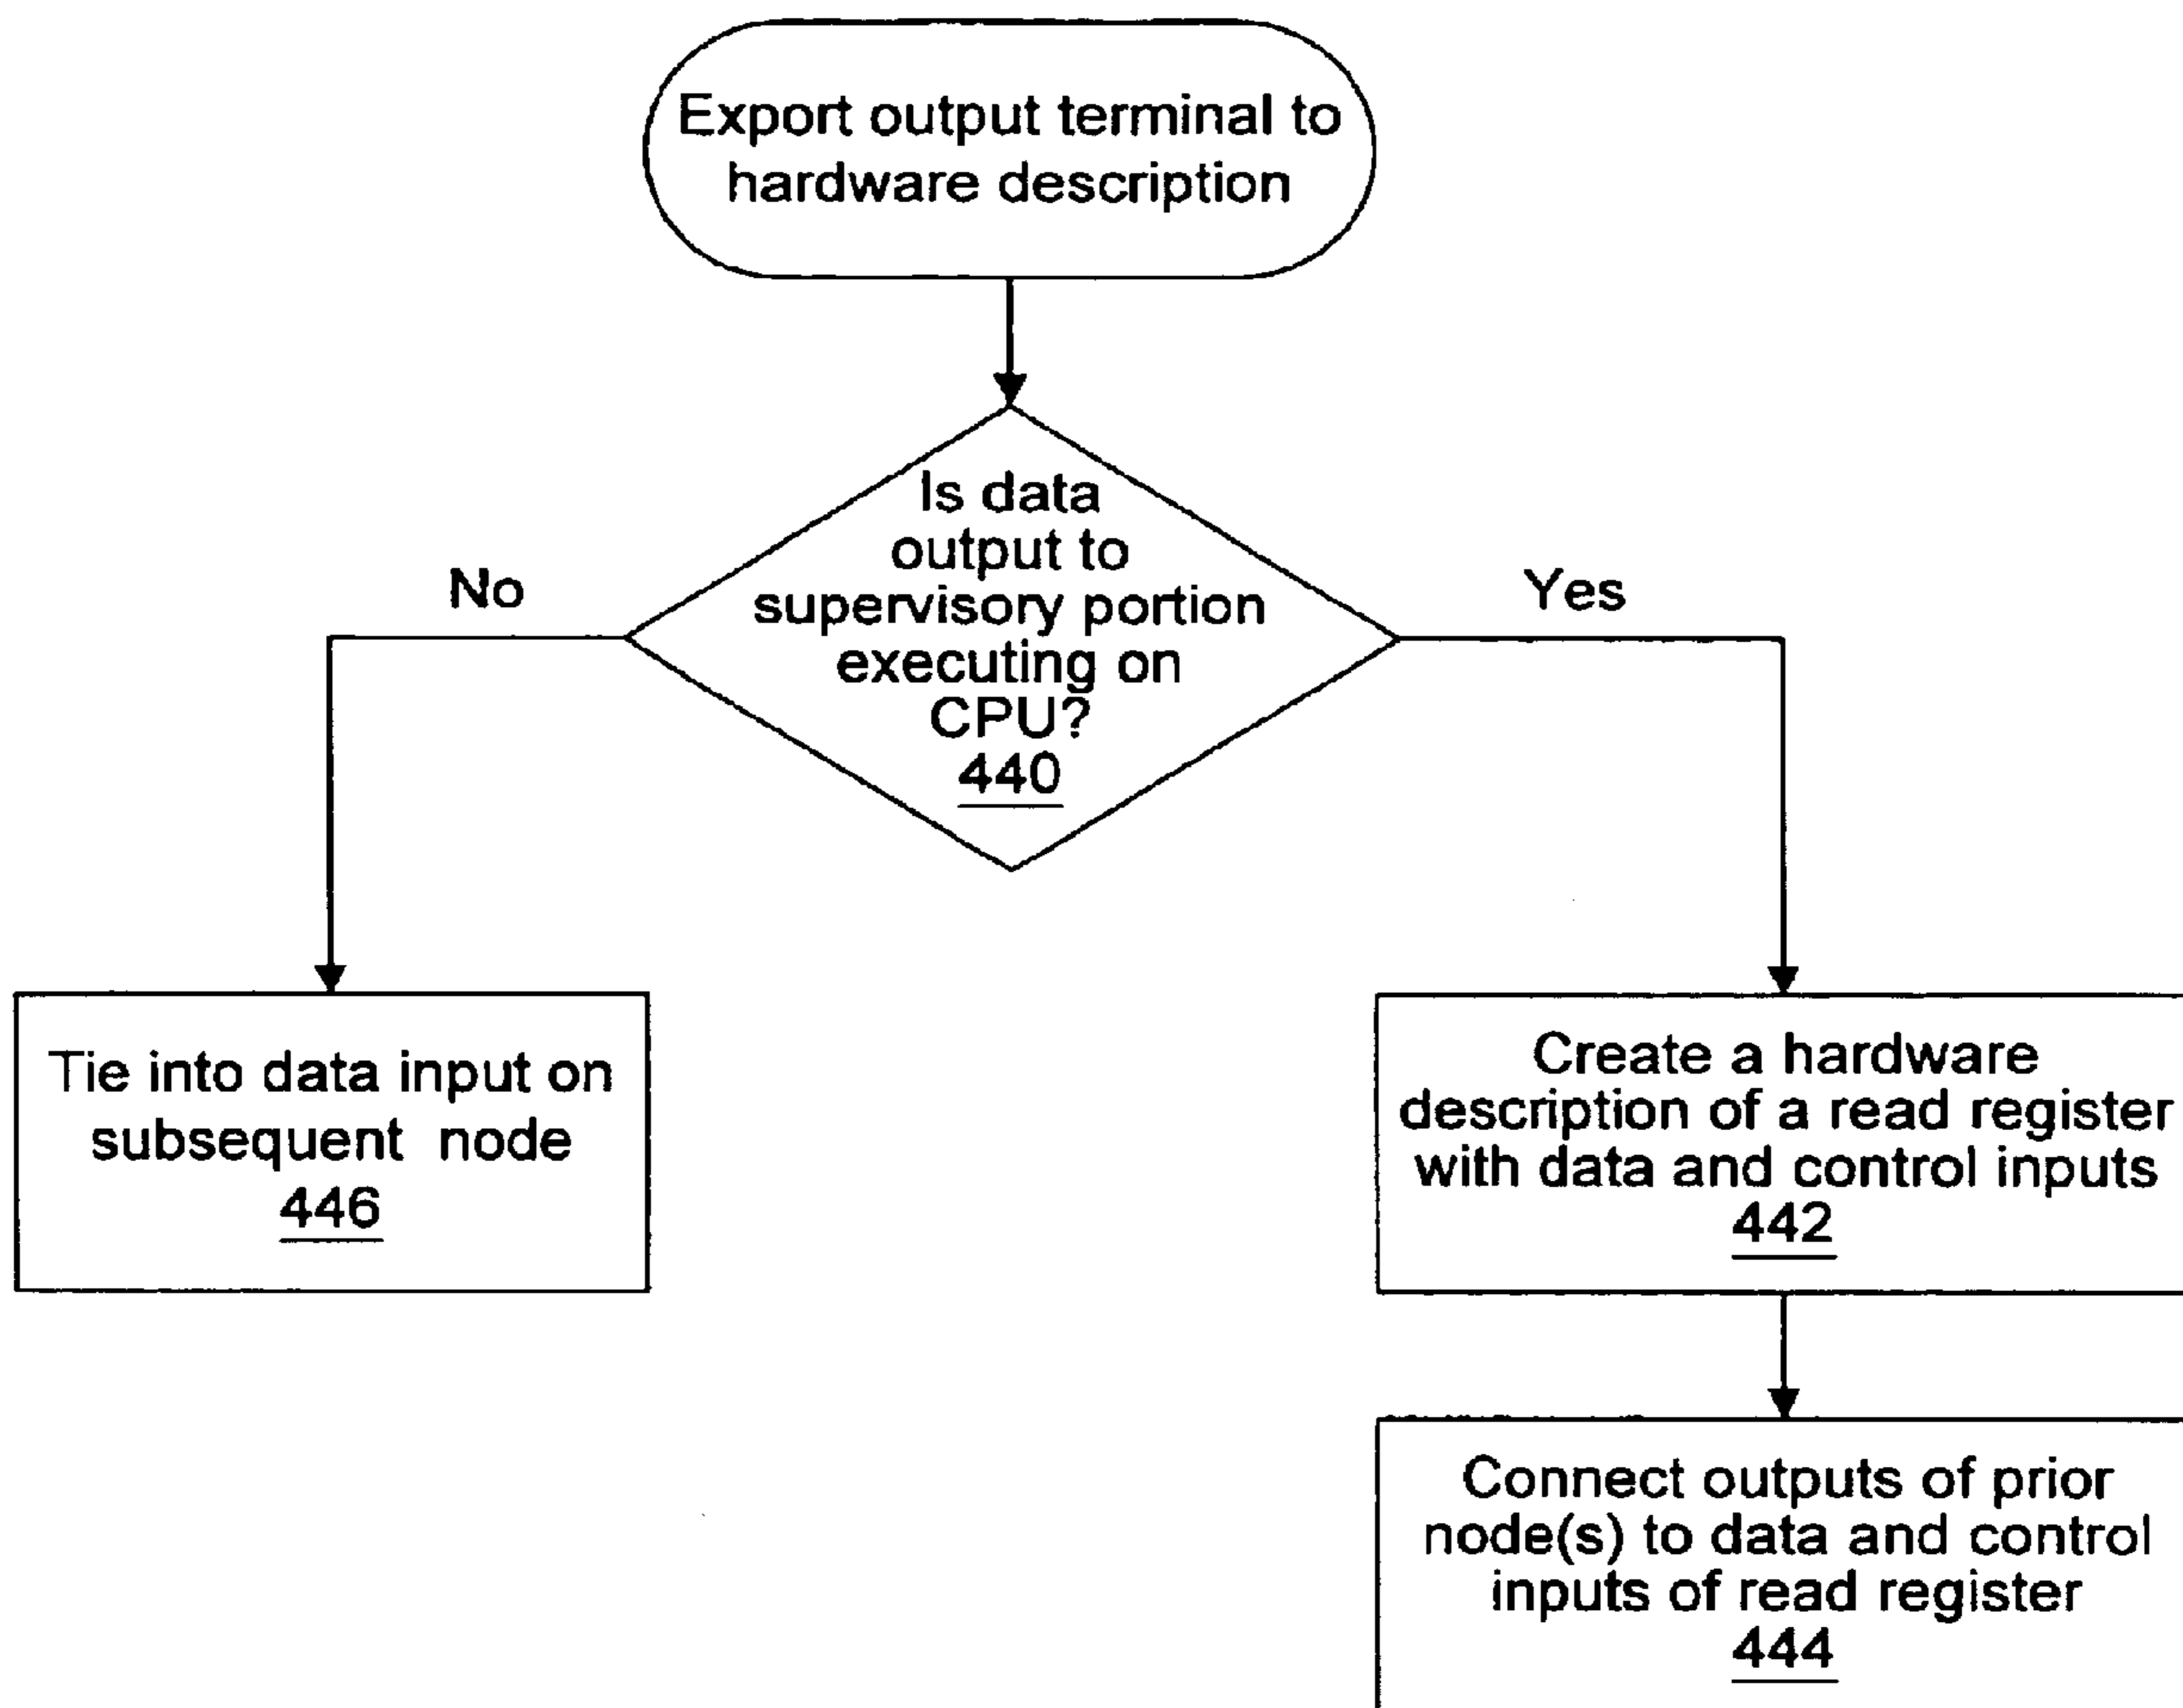 Export output terminal to
hardware description
Is data
output to
supervisory portion
executing on
CPU?
440
No
Yes
Tie into data input on
subsequent node
446
Create a hardware
description of a read register
with data and control inputs
442
Connect outputs of prior
node(s) to data and control
inputs of read register
444